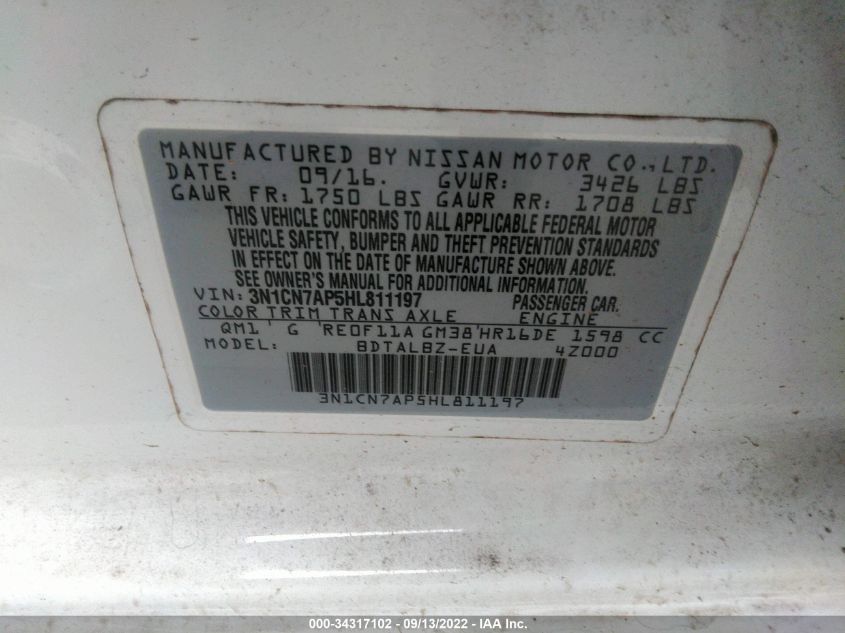 MANUFACTURED BY NISSAN MOTOR CO., LTD.
DATE: 09/16. GVWR: 3426 LBS
GAWR FR: 1750 LBS GAWR RR: 1708 LBS
THIS VEHICLE CONFORMS TO ALL APPLICABLE FEDERAL MOTOR
VEHICLE SAFETY, BUMPER AND THEFT PREVENTION STANDARDS
IN EFFECT ON THE DATE OF MANUFACTURE SHOWN ABOVE.
SEE OWNER'S MANUAL FOR ADDITIONAL INFORMATION.
VIN: 3N1CN7AP5HL811197 PASSENGER CAR.
COLOR TRIM TRANS AXLE ENGINE
QM1 ' G 'RE0F11A GM38'HR16DE 1598 CC
MODEL: BDTALBZ-EUA 4Z000
3N1CN7AP5HL811197
000-34317102 - 09/13/2022 - IAA Inc.